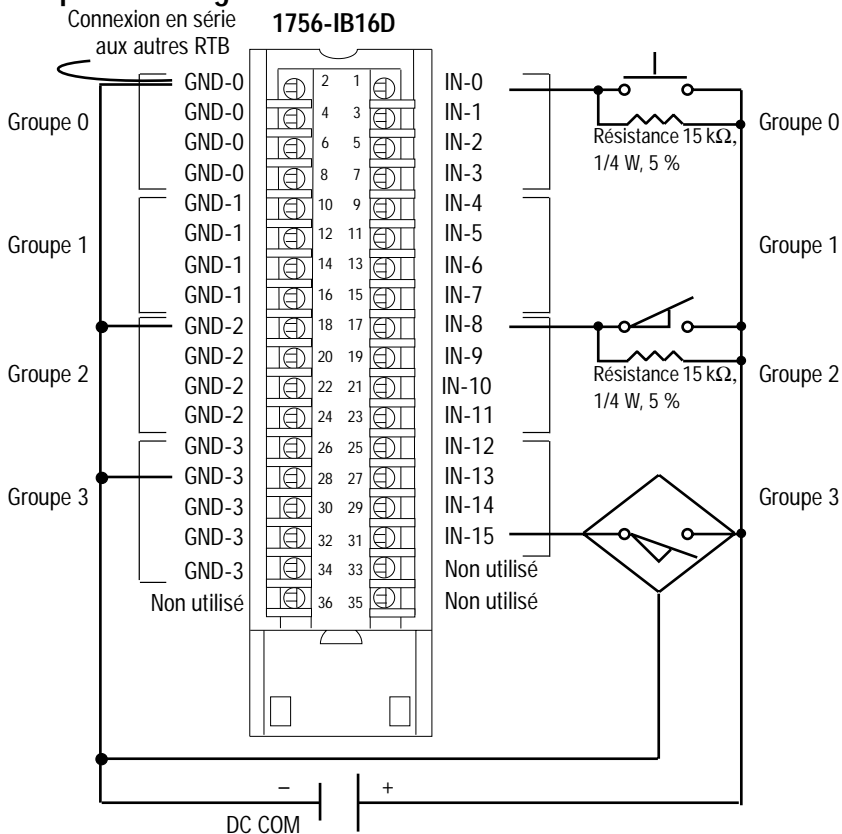 Connexion en série
aux autres RTB
1756-IB16D
GND-0 2 1 IN-0
GND-0 4 3 IN-1
GND-0 6 5 IN-2
GND-0 8 7 IN-3
GND-1 10 9 IN-4
GND-1 12 11 IN-5
GND-1 14 13 IN-6
GND-1 16 15 IN-7
GND-2 18 17 IN-8
GND-2 20 19 IN-9
GND-2 22 21 IN-10
GND-2 24 23 IN-11
GND-3 26 25 IN-12
GND-3 28 27 IN-13
GND-3 30 29 IN-14
GND-3 32 31 IN-15
GND-3 34 33 Non utilisé
Non utilisé 36 35 Non utilisé
Groupe 0
Groupe 1
Groupe 2
Groupe 3
Résistance 15 kΩ,
1/4 W, 5 %
Résistance 15 kΩ,
1/4 W, 5 %
Groupe 0
Groupe 1
Groupe 2
Groupe 3
– +
DC COM